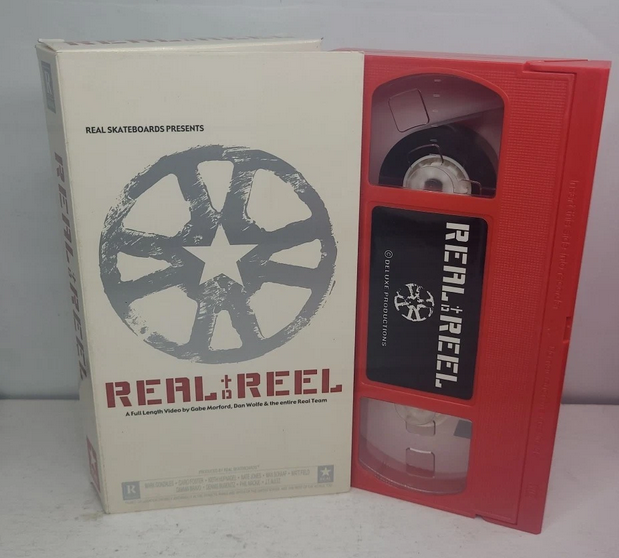 REAL SKATEBOARDS PRESENTS
REAL to REEL
A Full Length Video by Gabe Morford, Dan Wolfe & the entire Real Team
R
REAL to REEL
R
REAL to REEL
© DELUXE PRODUCTIONS